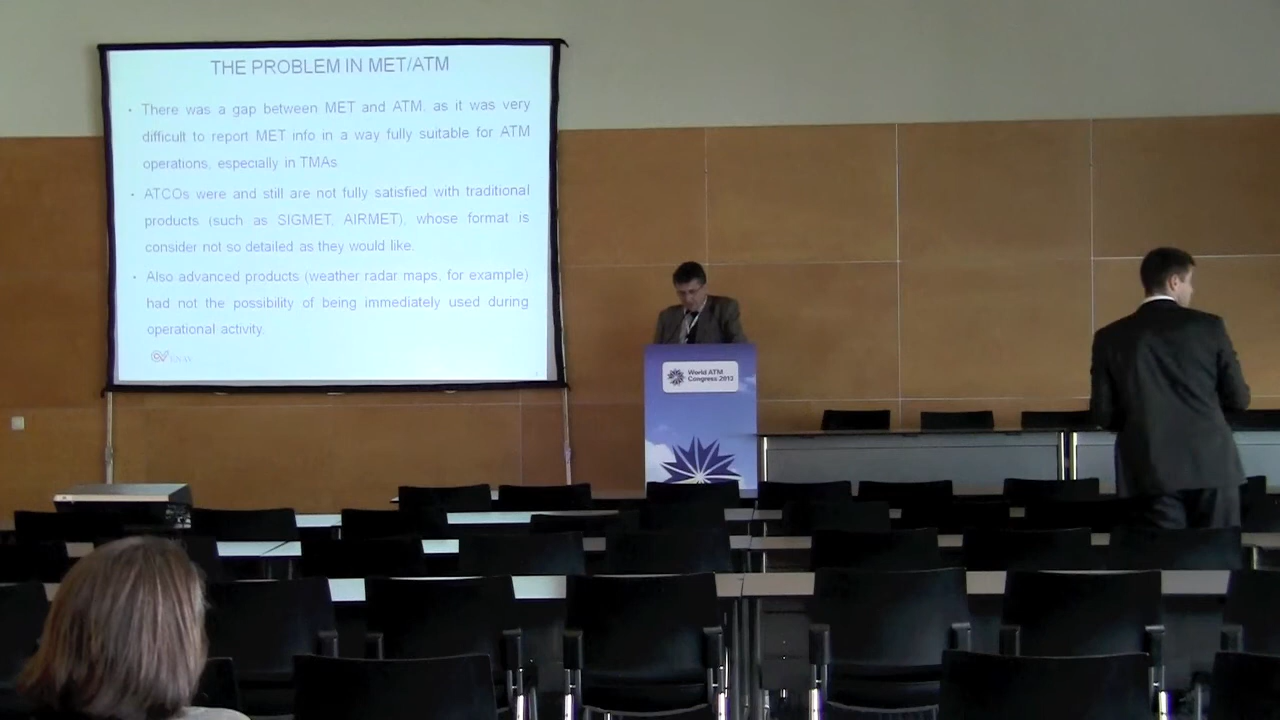 THE PROBLEM IN MET/ATM
• There was a gap between MET and ATM, as it was very
difficult to report MET info in a way fully suitable for ATM
operations, especially in TMAs.
• ATCOs were and still are not fully satisfied with traditional
products (such as SIGMET, AIRMET), whose format is
consider not so detailed as they would like.
• Also advanced products (weather radar maps, for example)
had not the possibility of being immediately used during
operational activity.
ENAV
World ATM
Congress 2013